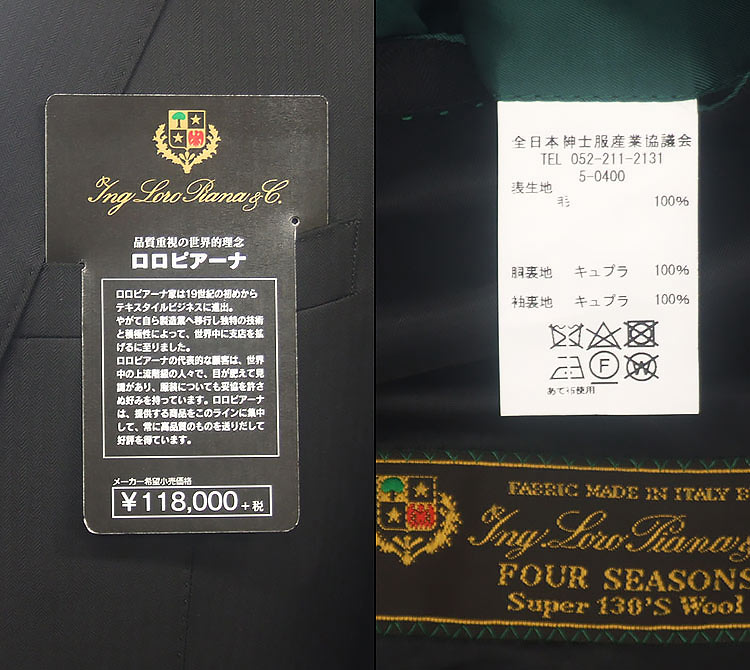 Ing Loro Piana & C.
品質重視の世界的理念
ロロピアーナ
ロロピアーナ家は19世紀の初めから
テキスタイルビジネスに進出。
やがて自ら製造業へ移行し独特の技術
と積極性によって、世界中に支店を拡
げるに至りました。
ロロピアーナの代表的な顧客は、世界
中の上流階級の人々で、目が肥えて見
識があり、服装についても妥協を許さ
ぬ好みを持っています。ロロピアーナ
は、提供する商品をこのラインに集中し
て、常に高品質のものを送りだして
好評を得ています。
メーカー希望小売価格
¥118,000+税
全日本紳士服産業協議会
TEL 052-211-2131
5-0400
表生地
毛 100%
胴裏地 キュプラ 100%
袖裏地 キュプラ 100%
F W
あて布使用
FABRIC MADE IN ITALY B
Ing Loro Piana &
FOUR SEASONS
Super 130'S Wool